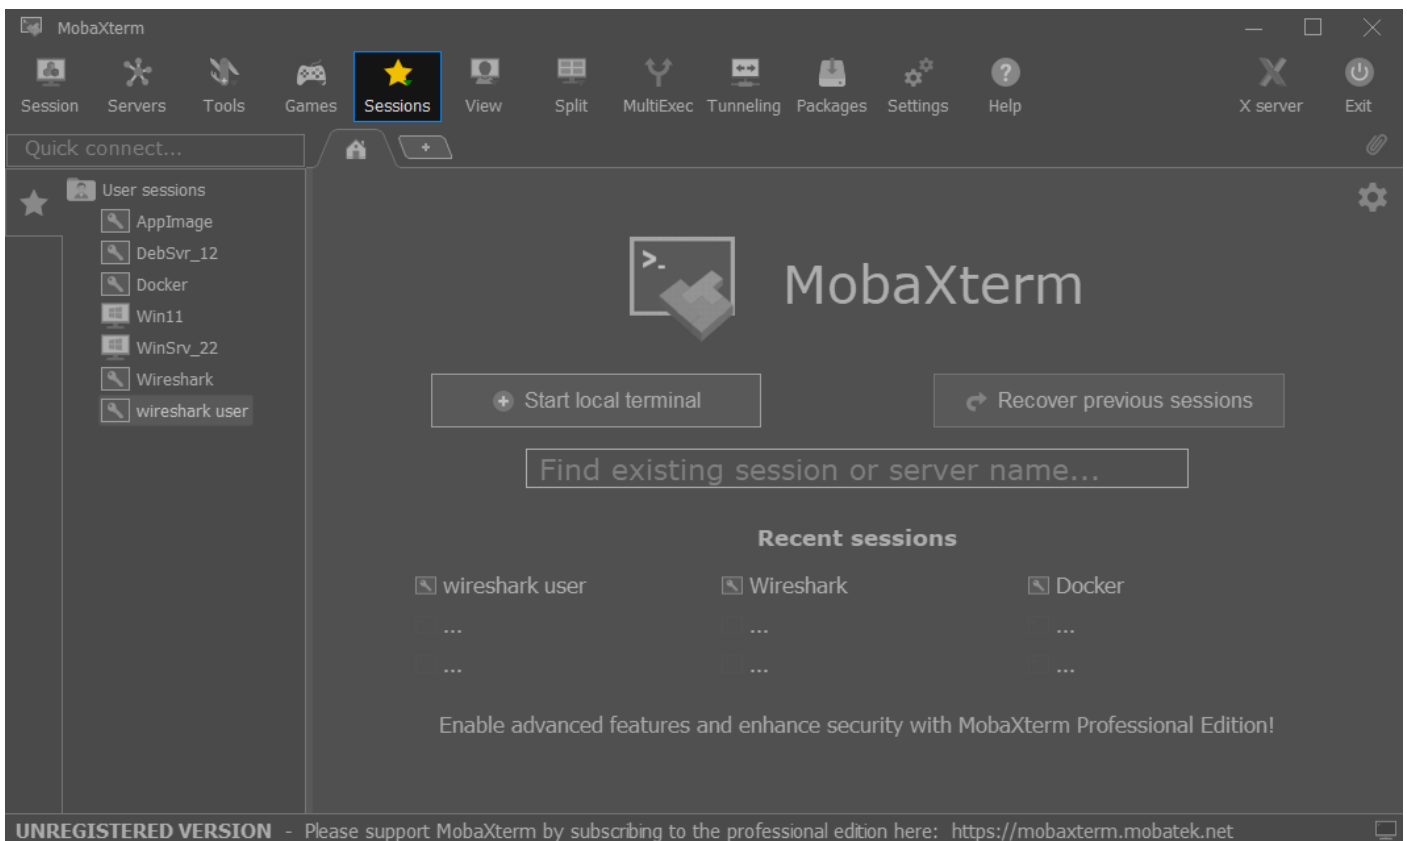 MobaXterm
Session Servers Tools Games Sessions View Split MultiExec Tunneling Packages Settings Help X server Exit
Quick connect...
User sessions
AppImage
DebSvr_12
Docker
Win11
WinSrv_22
Wireshark
wireshark user
>_
MobaXterm
Start local terminal
Recover previous sessions
Find existing session or server name...
Recent sessions
wireshark user Wireshark Docker
... ... ...
... ... ...
Enable advanced features and enhance security with MobaXterm Professional Edition!
UNREGISTERED VERSION - Please support MobaXterm by subscribing to the professional edition here: https://mobaxterm.mobatek.net